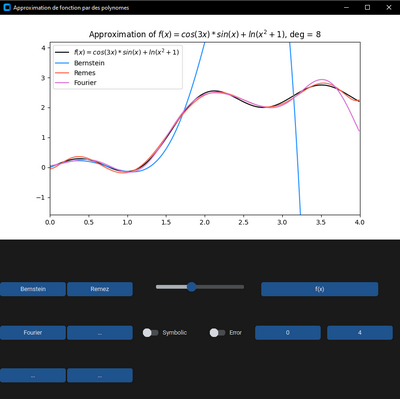 Approximation de fonction par des polynomes
Approximation of f(x) = cos(3x) * sin(x) + ln(x² + 1), deg = 8
f(x) = cos(3x) * sin(x) + ln(x² + 1)
Bernstein
Remes
Fourier
4
3
2
1
0
−1
0.0 0.5 1.0 1.5 2.0 2.5 3.0 3.5 4.0
Bernstein Remez f(x)
Fourier ... Symbolic Error 0 4
... ...